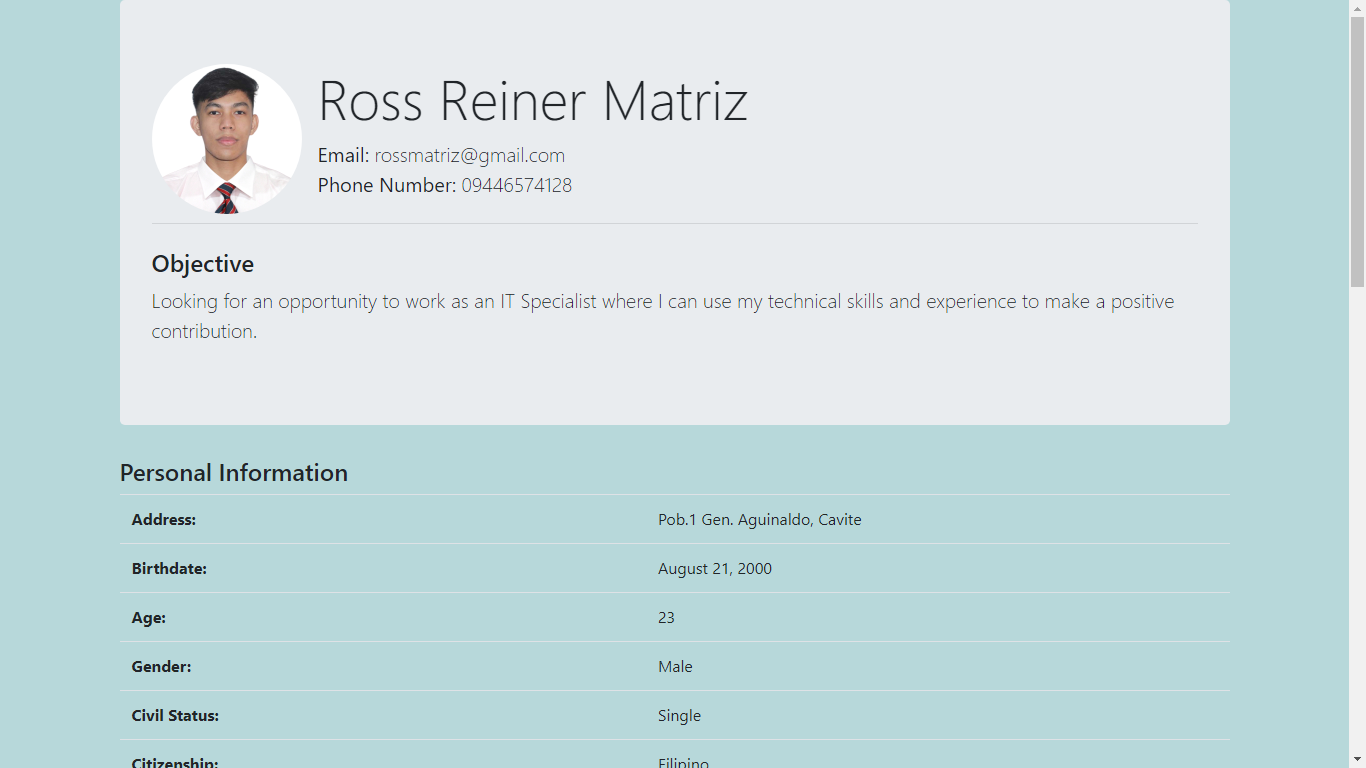 Ross Reiner Matriz
Email: rossmatriz@gmail.com
Phone Number: 09446574128
Objective
Looking for an opportunity to work as an IT Specialist where I can use my technical skills and experience to make a positive
contribution.
Personal Information
Address: Pob.1 Gen. Aguinaldo, Cavite
Birthdate: August 21, 2000
Age: 23
Gender: Male
Civil Status: Single
Citizenship: Filipino